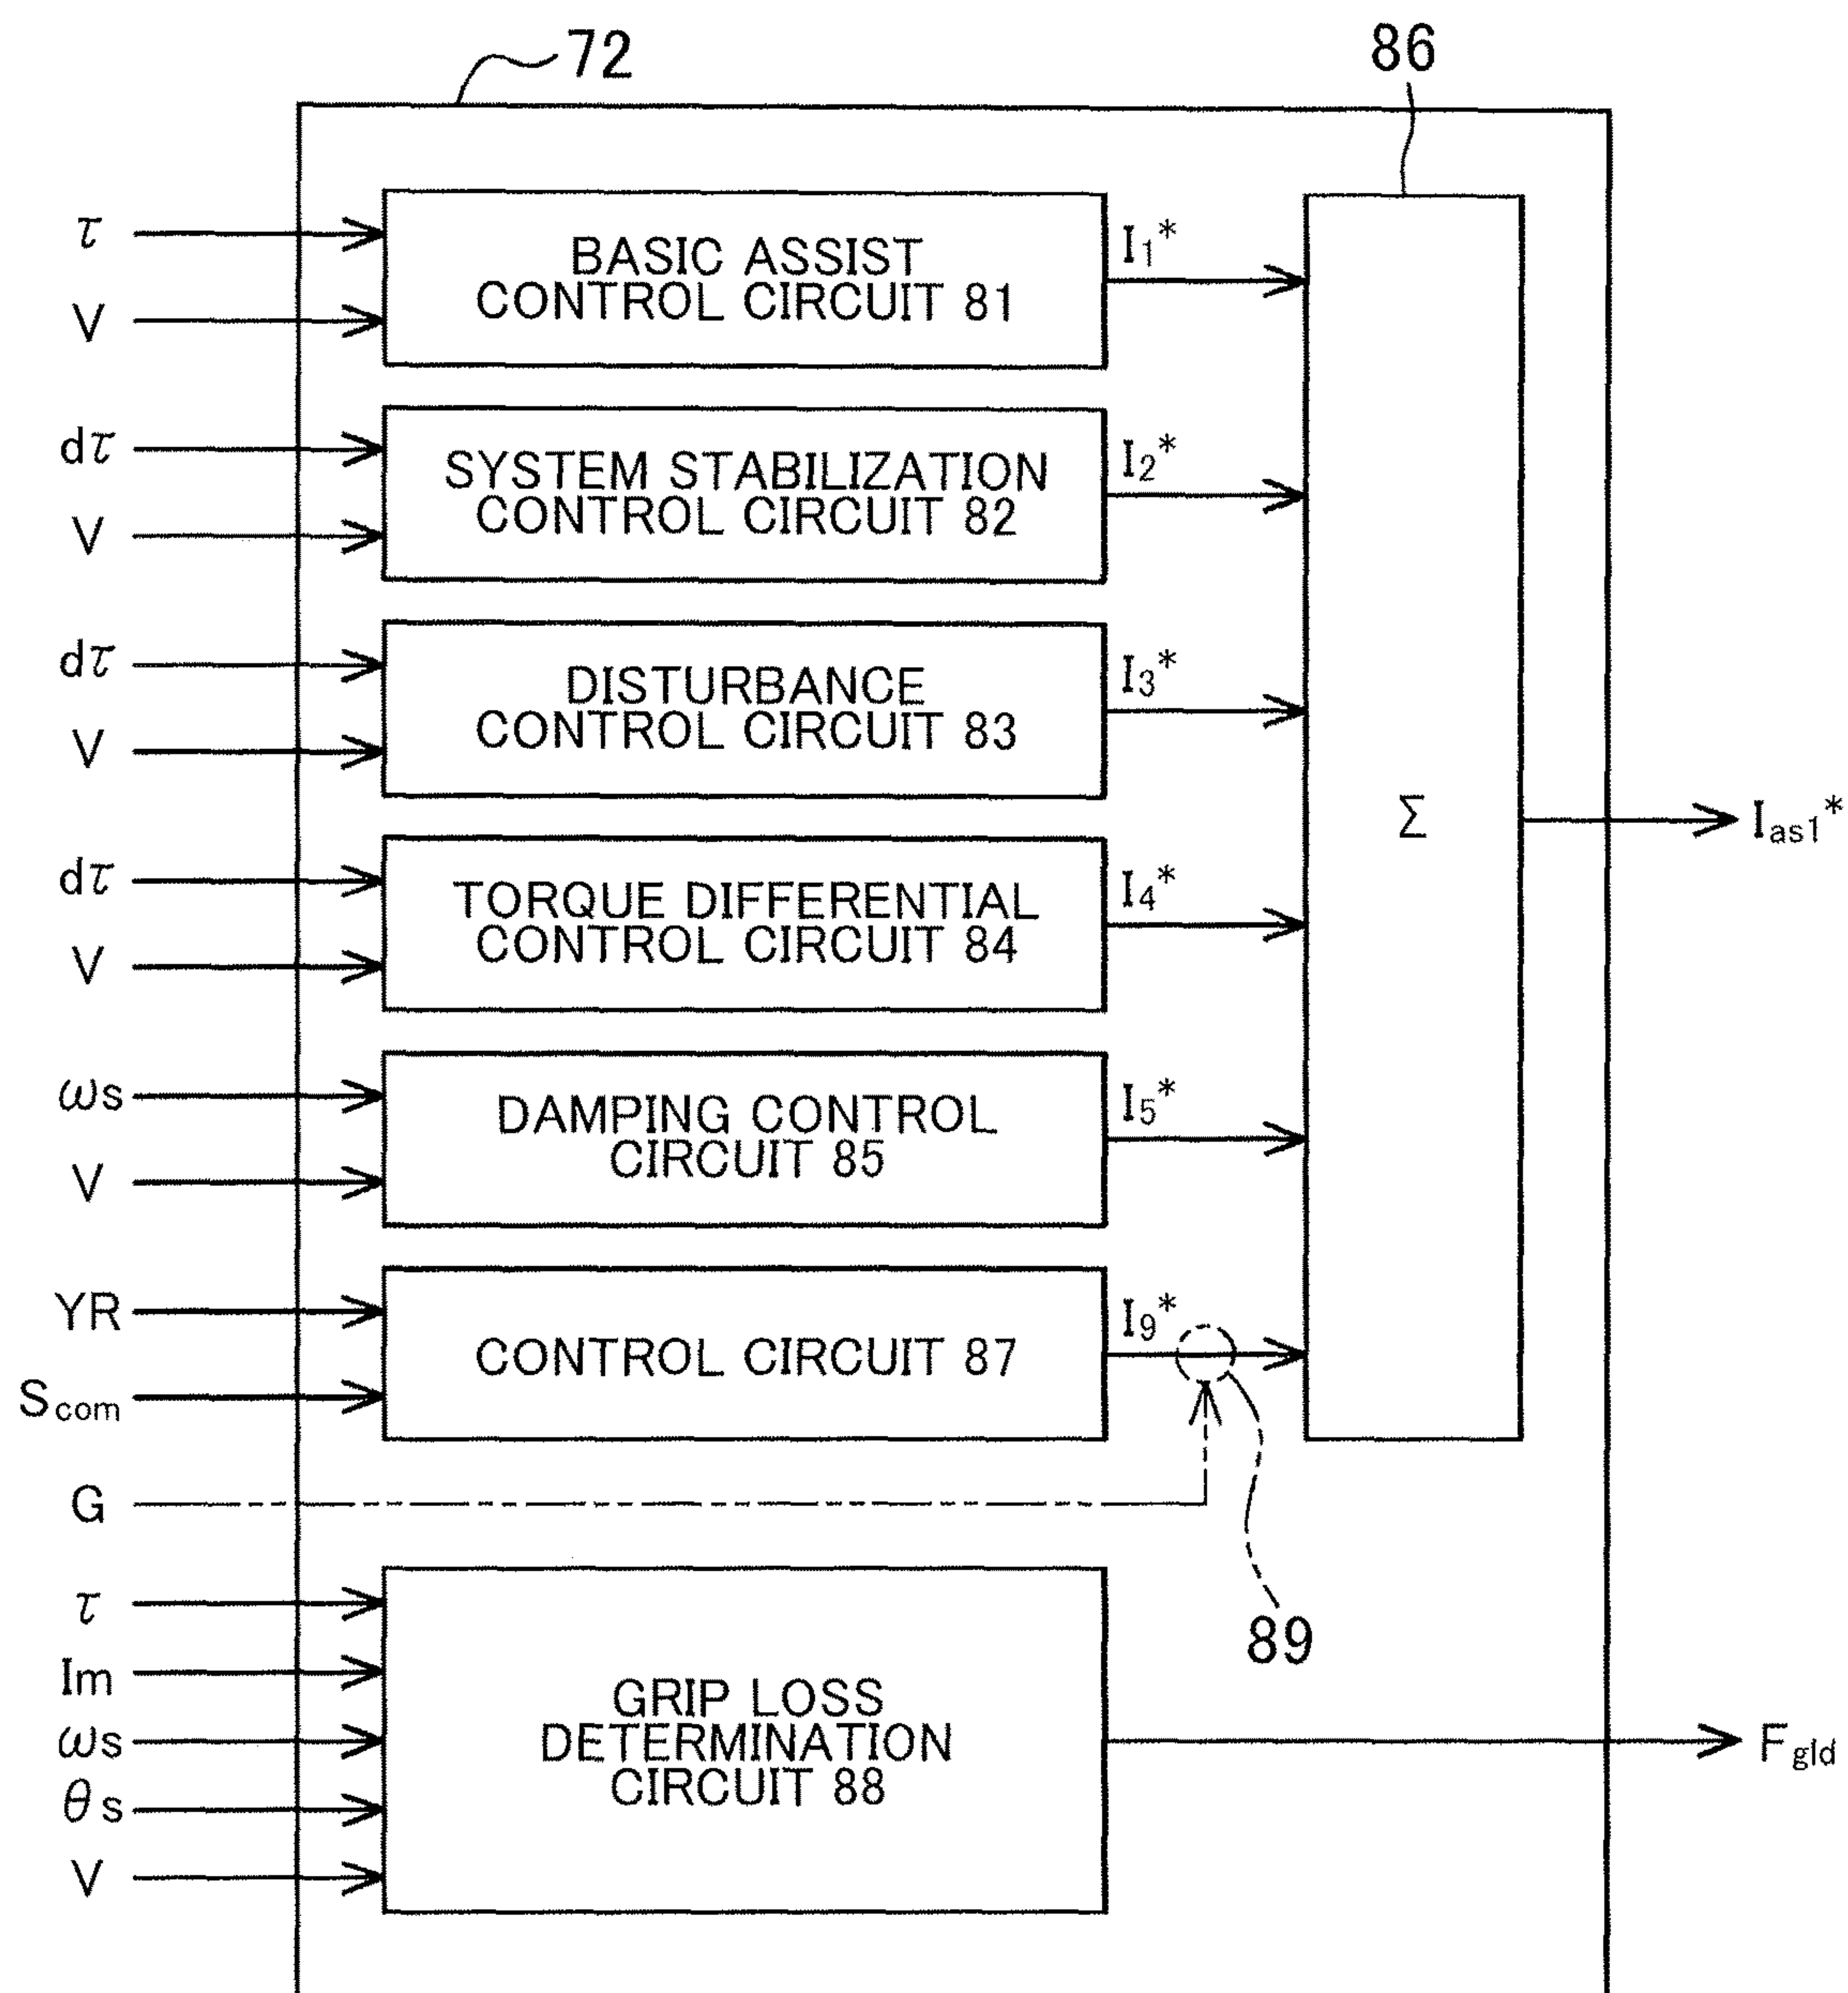 72
86
τ
V
BASIC ASSIST
CONTROL CIRCUIT 81
I1*
dτ
V
SYSTEM STABILIZATION
CONTROL CIRCUIT 82
I2*
dτ
V
DISTURBANCE
CONTROL CIRCUIT 83
I3*
Σ
Ias1*
dτ
V
TORQUE DIFFERENTIAL
CONTROL CIRCUIT 84
I4*
ωs
V
DAMPING CONTROL
CIRCUIT 85
I5*
YR
Scom
CONTROL CIRCUIT 87
I9*
G
89
τ
Im
ωs
θs
V
GRIP LOSS
DETERMINATION
CIRCUIT 88
Fgld